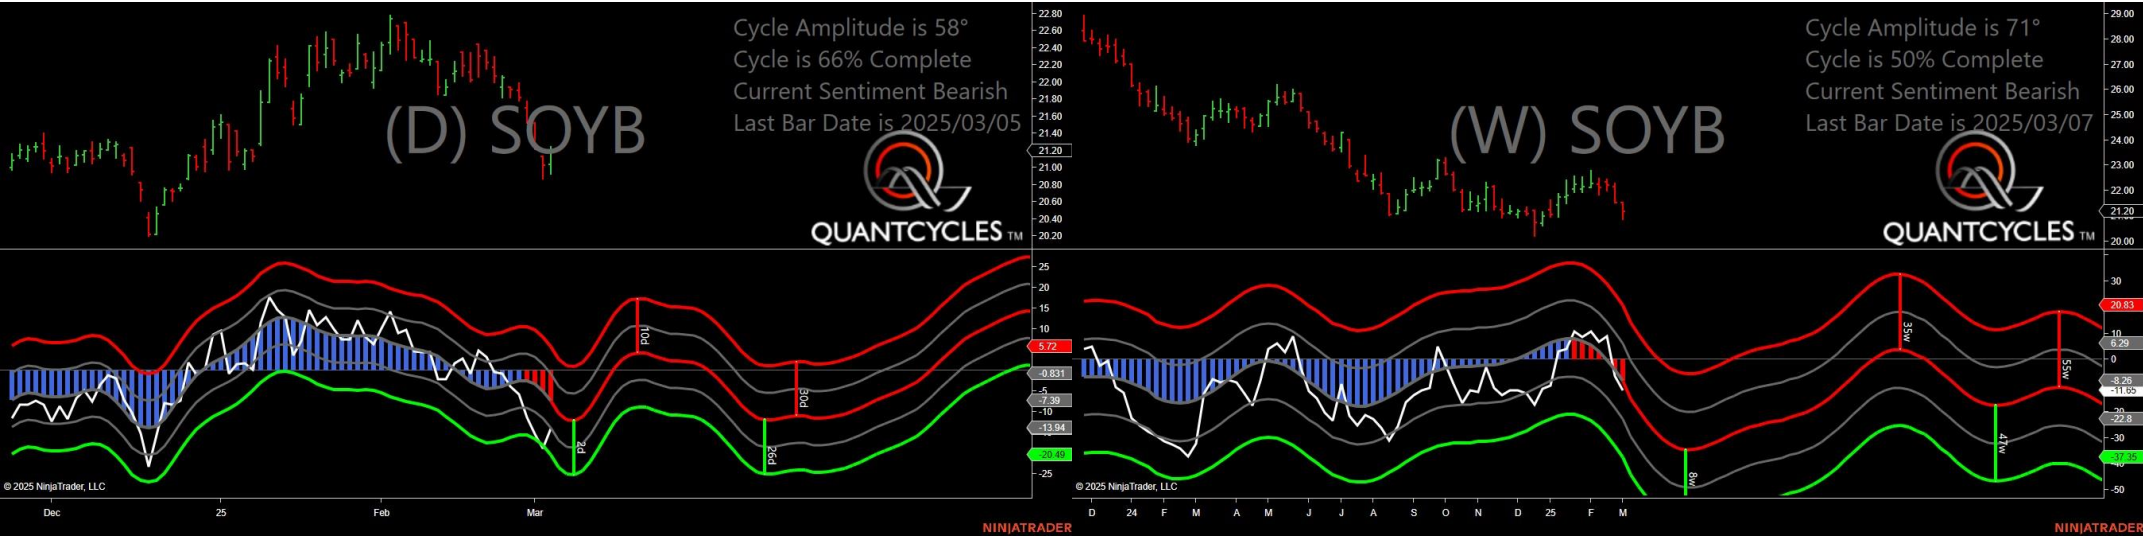 Cycle Amplitude is 58°
Cycle is 66% Complete
Current Sentiment Bearish
Last Bar Date is 2025/03/05
(D) SOYB
QUANTCYCLES TM
22.80
22.60
22.40
22.20
22.00
21.80
21.60
21.40
21.20
21.00
20.80
20.60
20.40
20.20
25
20
15
10
5.72
-0.831
-5
-7.39
-10
-13.94
-20.49
-25
10d
2d
26d
30d
© 2025 NinjaTrader, LLC
Dec
25
Feb
Mar
NINJATRADER
Cycle Amplitude is 71°
Cycle is 50% Complete
Current Sentiment Bearish
Last Bar Date is 2025/03/07
(W) SOYB
QUANTCYCLES TM
29.00
28.00
27.00
26.00
25.00
24.00
23.00
22.00
21.20
20.00
30
20.83
10
6.29
0
-8.26
-11.65
-22.8
-30
-37.35
-50
8w
35w
47w
55w
© 2025 NinjaTrader, LLC
D 24 F M A M J J A S O N D 25 F M
NINJATRADER